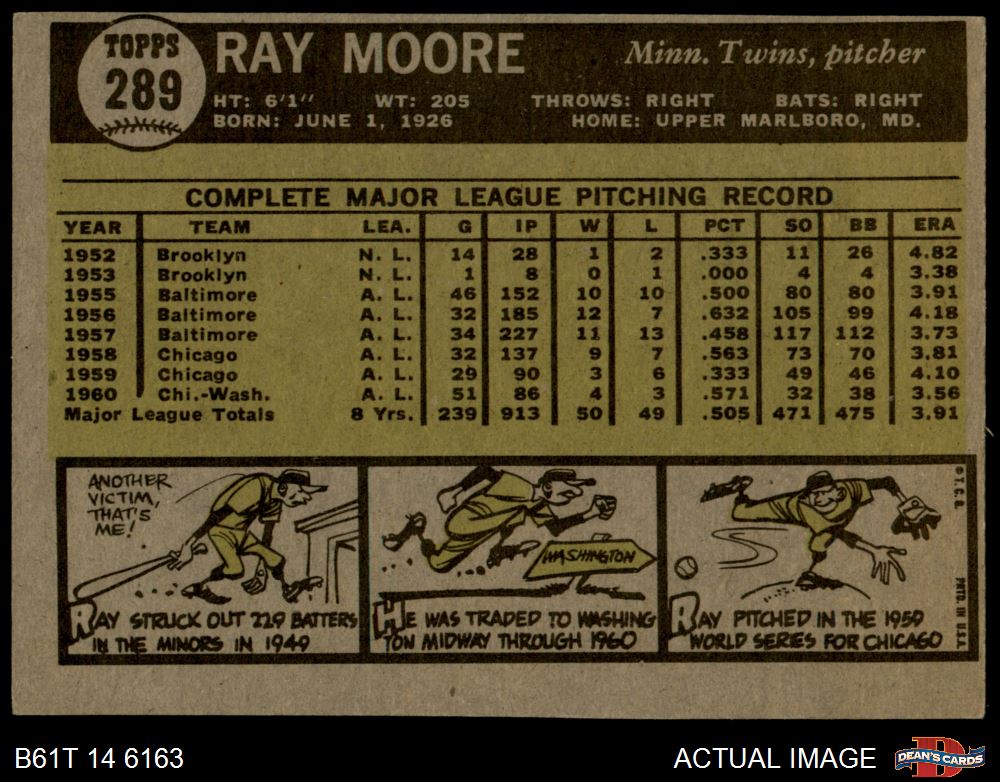 TOPPS
289
RAY MOORE
Minn. Twins, pitcher
HT: 6'1" WT: 205 THROWS: RIGHT BATS: RIGHT
BORN: JUNE 1, 1926 HOME: UPPER MARLBORO, MD.
COMPLETE MAJOR LEAGUE PITCHING RECORD
YEAR TEAM LEA. G IP W L PCT SO BB ERA
1952 Brooklyn N. L. 14 28 1 2 .333 11 26 4.82
1953 Brooklyn N. L. 1 8 0 1 .000 4 4 3.38
1955 Baltimore A. L. 46 152 10 10 .500 80 80 3.91
1956 Baltimore A. L. 32 185 12 7 .632 105 99 4.18
1957 Baltimore A. L. 34 227 11 13 .458 117 112 3.73
1958 Chicago A. L. 32 137 9 7 .563 73 70 3.81
1959 Chicago A. L. 29 90 3 6 .333 49 46 4.10
1960 Chi.-Wash. A. L. 51 86 4 3 .571 32 38 3.56
Major League Totals 8 Yrs. 239 913 50 49 .505 471 475 3.91
ANOTHER
VICTIM,
THAT'S
ME!
RAY STRUCK OUT 229 BATTERS
IN THE MINORS IN 1949
WASHINGTON
HE WAS TRADED TO WASHING
TON MIDWAY THROUGH 1960
RAY PITCHED IN THE 1959
WORLD SERIES FOR CHICAGO
© T. C. G. PRTD. IN U.S.A.
B61T 14 6163
ACTUAL IMAGE
DEAN'S CARDS